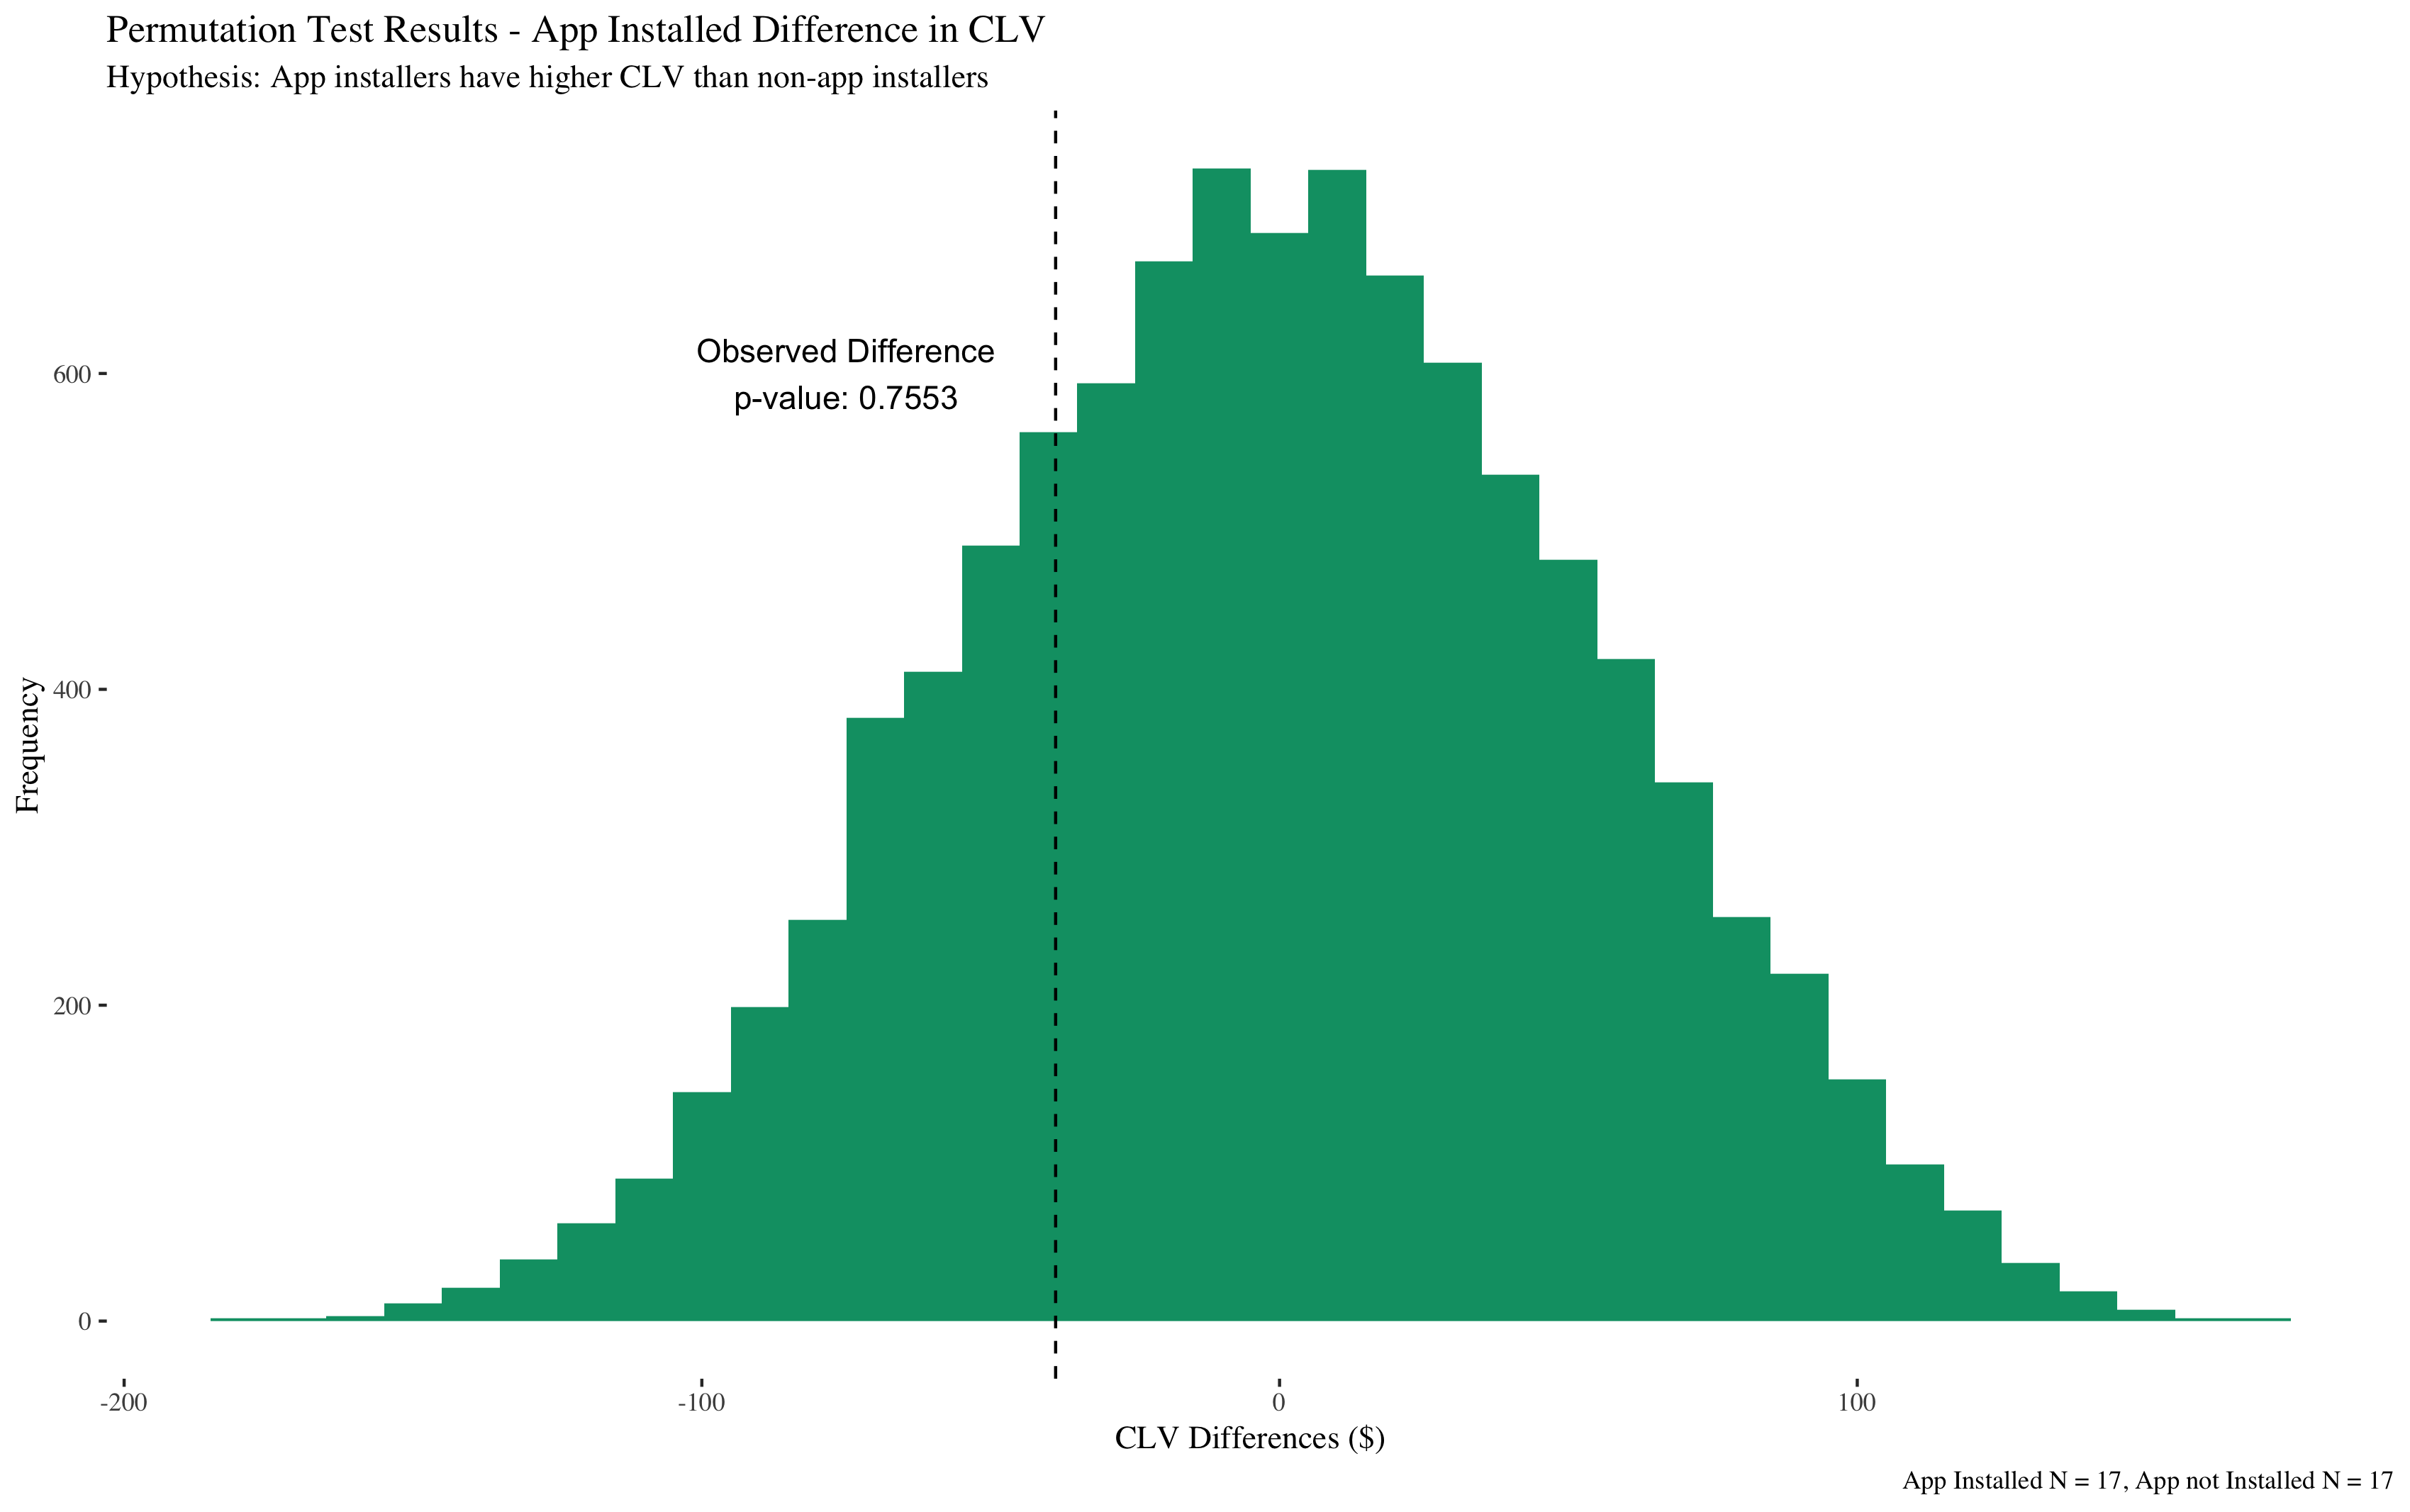 Permutation Test Results - App Installed Difference in CLV
Hypothesis: App installers have higher CLV than non-app installers
Observed Difference
p-value: 0.7553
600
400
200
0
Frequency
-200
-100
0
100
CLV Differences ($)
App Installed N = 17, App not Installed N = 17